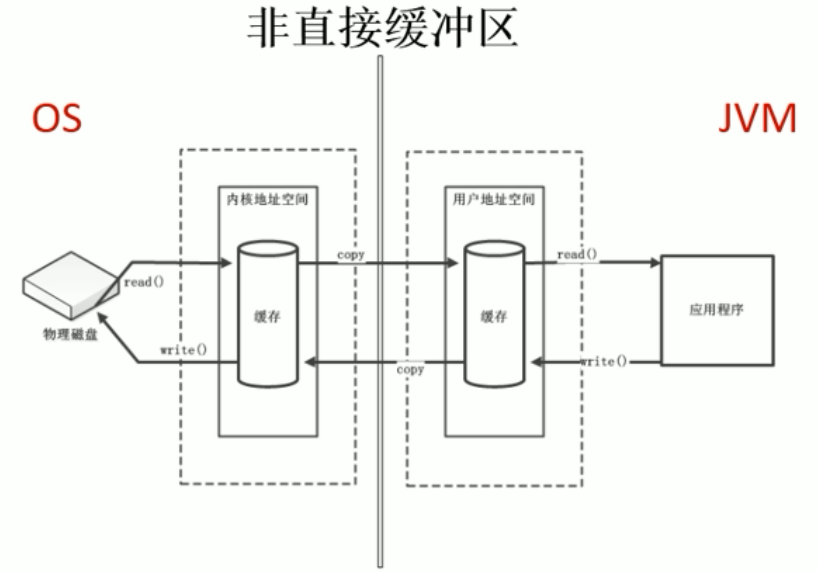 非直接缓冲区
OS
JVM
内核地址空间
用户地址空间
copy
read()
read()
缓存
缓存
应用程序
物理磁盘
write()
copy
write()